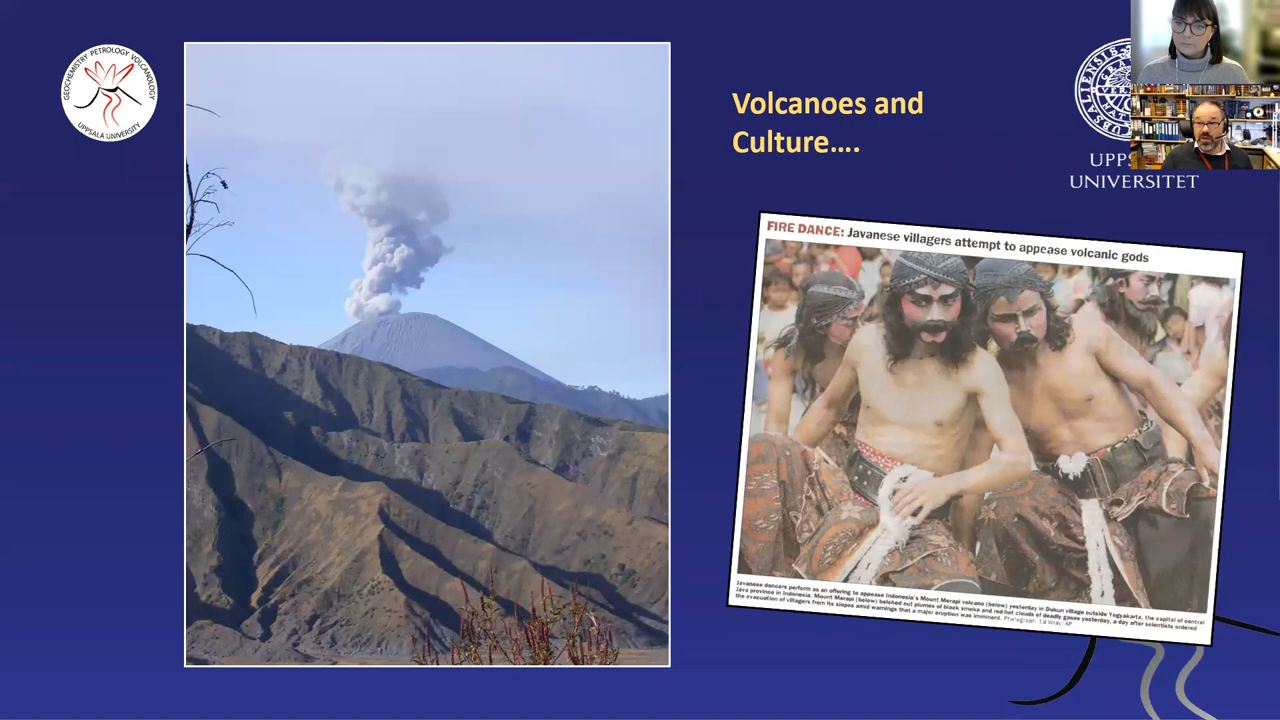 GEOCHEMISTRY PETROLOGY VOLCANOLOGY
UPPSALA UNIVERSITY
Volcanoes and
Culture….
UPPS
UNIVERSITET
FIRE DANCE: Javanese villagers attempt to appease volcanic gods
Javanese dancers perform as an offering to appease Indonesia's Mount Merapi volcano (below) yesterday in Dukun village outside Yogyakarta, the capital of central
Java province in Indonesia. Mount Merapi (below) belched out plumes of black smoke and red-hot clouds of deadly gases yesterday, a day after scientists ordered
the evacuation of villagers from its slopes amid warnings that a major eruption was imminent. Photograph: Ed Wray, AP